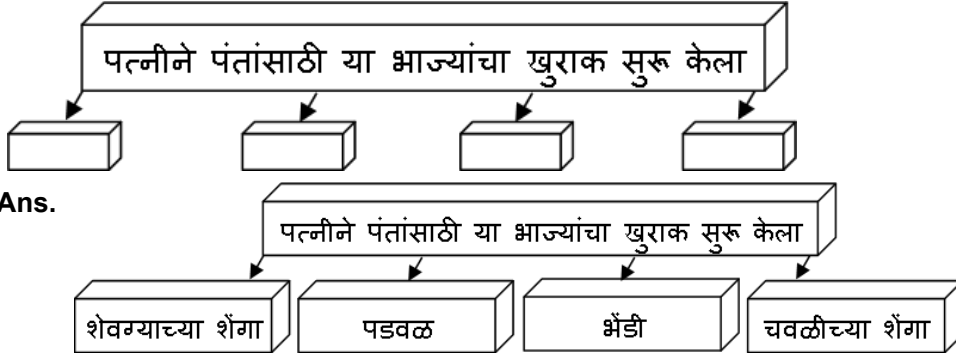 पत्नीने पंतांसाठी या भाज्यांचा खुराक सुरू केला
Ans.
पत्नीने पंतांसाठी या भाज्यांचा खुराक सुरू केला
शेवग्याच्या शेंगा पडवळ भेंडी चवळीच्या शेंगा